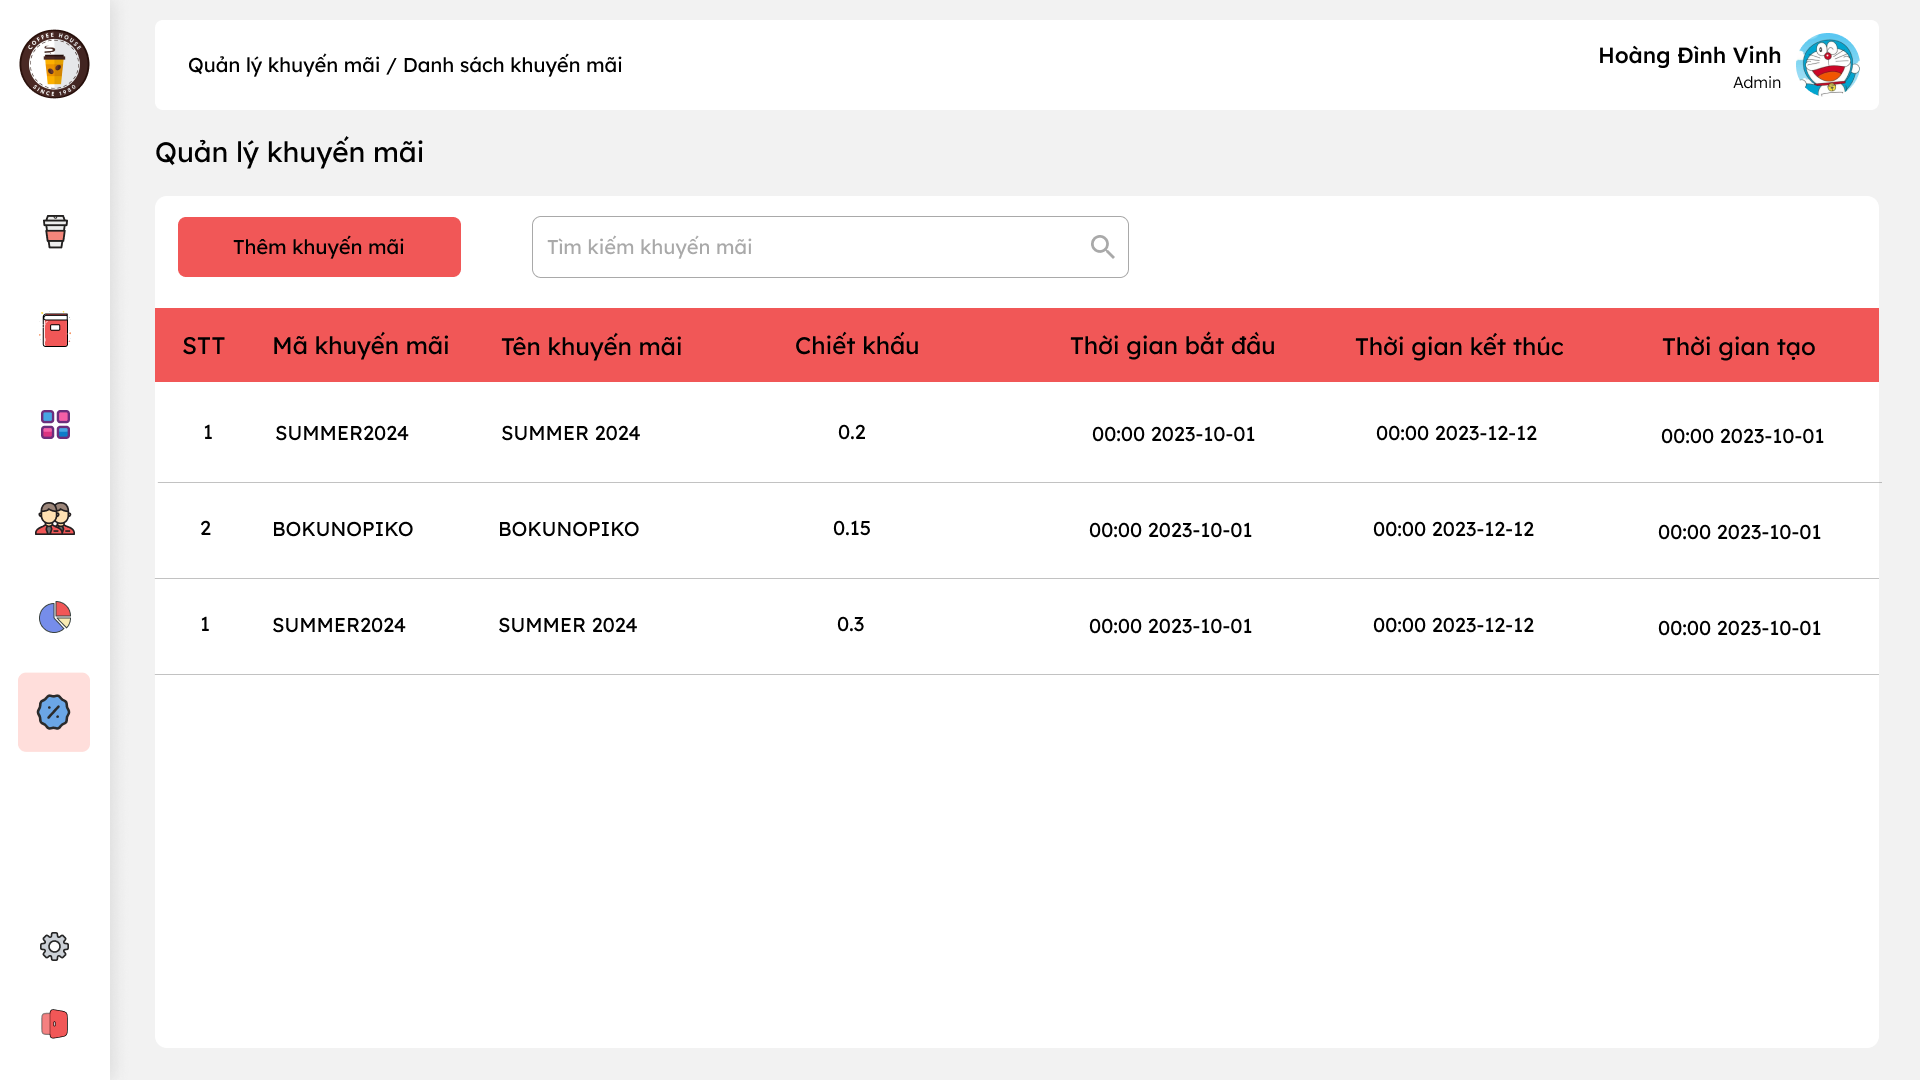 COFFEE HOUSE
SINCE 1980
Quản lý khuyến mãi / Danh sách khuyến mãi
Hoàng Đình Vinh
Admin
Quản lý khuyến mãi
Thêm khuyến mãi
Tìm kiếm khuyến mãi
STT Mã khuyến mãi Tên khuyến mãi Chiết khấu Thời gian bắt đầu Thời gian kết thúc Thời gian tạo
1 SUMMER2024 SUMMER 2024 0.2 00:00 2023-10-01 00:00 2023-12-12 00:00 2023-10-01
2 BOKUNOPIKO BOKUNOPIKO 0.15 00:00 2023-10-01 00:00 2023-12-12 00:00 2023-10-01
1 SUMMER2024 SUMMER 2024 0.3 00:00 2023-10-01 00:00 2023-12-12 00:00 2023-10-01